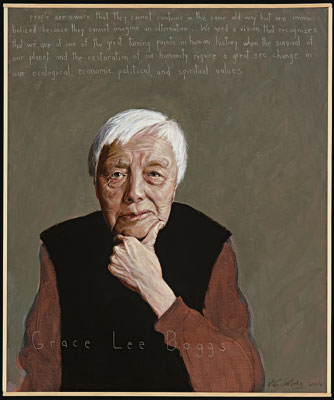 people are aware that they cannot continue in the same old way but are immo-
bilized because they cannot imagine an alternative. We need a vision that recognizes
that we are at one of the great turning points in human history when the survival of
our planet and the restoration of our humanity require a great sea change in
our ecological, economic, political, and spiritual values.
Grace Lee Boggs